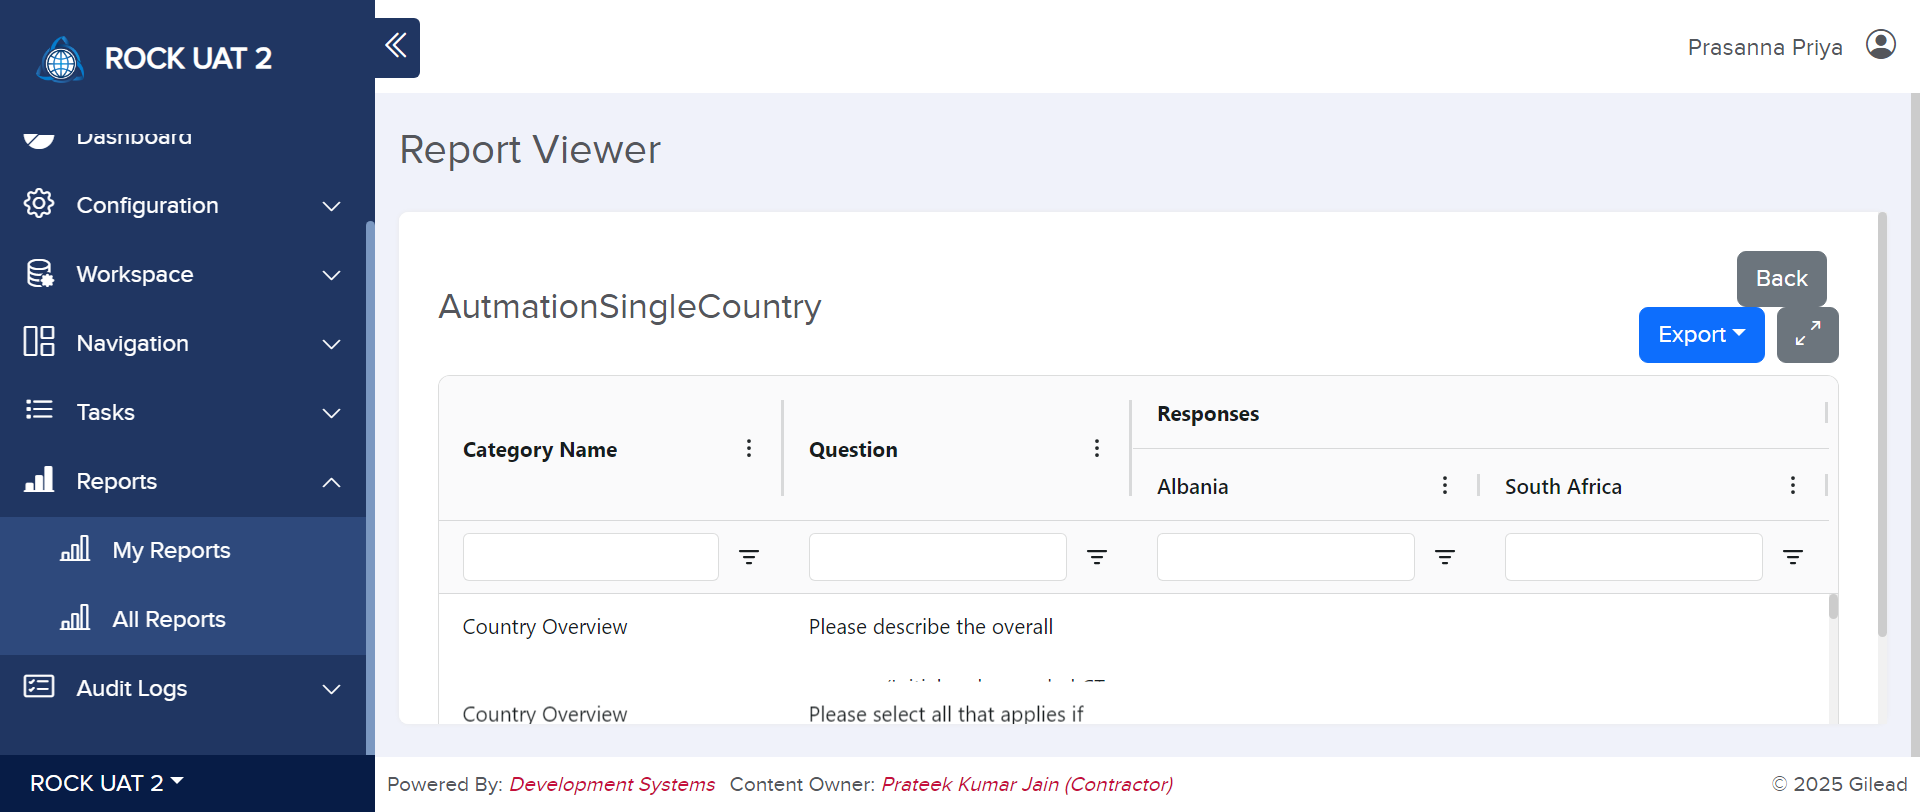 ROCK UAT 2
Prasanna Priya
Dashboard
Configuration
Workspace
Navigation
Tasks
Reports
My Reports
All Reports
Audit Logs
ROCK UAT 2
Report Viewer
AutmationSingleCountry
Back
Export
Category Name
Question
Responses
Albania
South Africa
Country Overview
Please describe the overall
Country Overview
Please select all that applies if
Powered By: Development Systems Content Owner: Prateek Kumar Jain (Contractor)
© 2025 Gilead